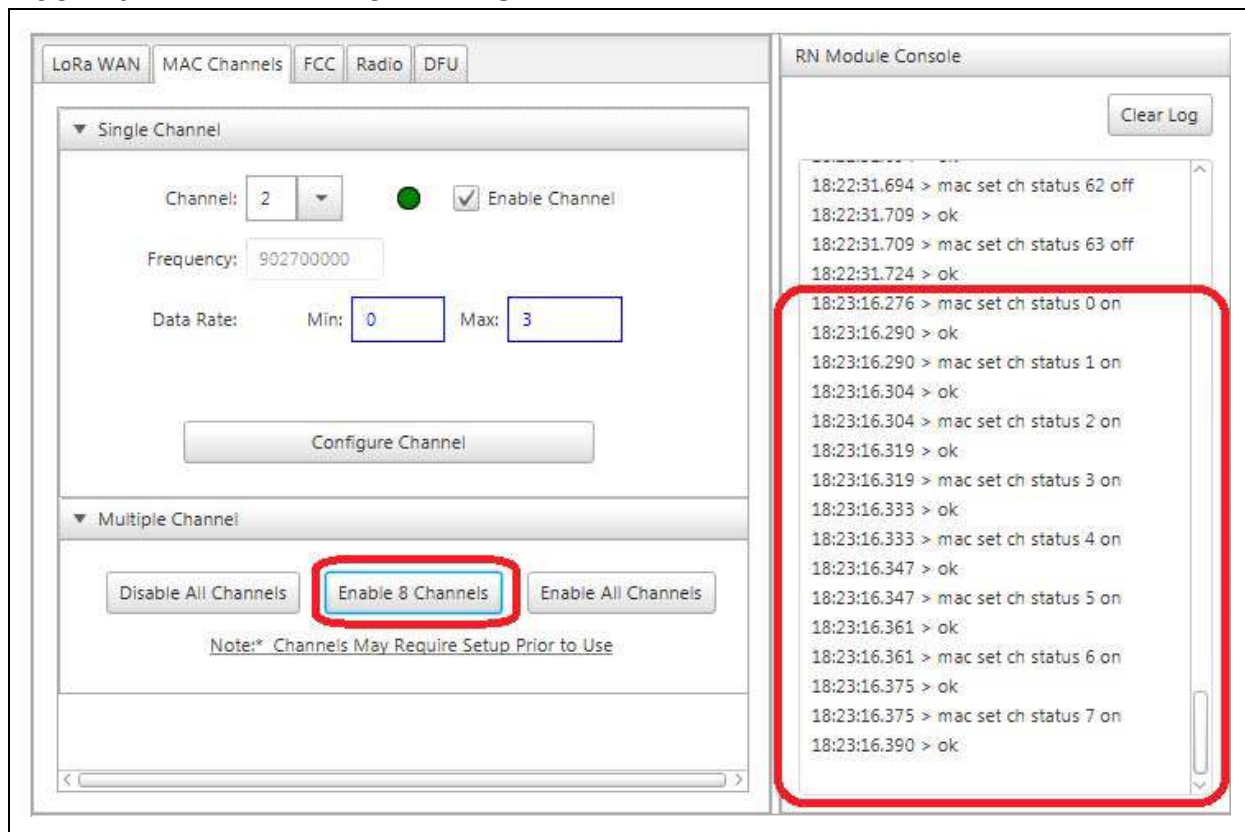 LoRa WAN MAC Channels FCC Radio DFU
Single Channel
Channel: 2 Enable Channel
Frequency: 902700000
Data Rate: Min: 0 Max: 3
Configure Channel
Multiple Channel
Disable All Channels Enable 8 Channels Enable All Channels
Note:* Channels May Require Setup Prior to Use
RN Module Console
Clear Log
18:22:31.694 > mac set ch status 62 off
18:22:31.709 > ok
18:22:31.709 > mac set ch status 63 off
18:22:31.724 > ok
18:23:16.276 > mac set ch status 0 on
18:23:16.290 > ok
18:23:16.290 > mac set ch status 1 on
18:23:16.304 > ok
18:23:16.304 > mac set ch status 2 on
18:23:16.319 > ok
18:23:16.319 > mac set ch status 3 on
18:23:16.333 > ok
18:23:16.333 > mac set ch status 4 on
18:23:16.347 > ok
18:23:16.347 > mac set ch status 5 on
18:23:16.361 > ok
18:23:16.361 > mac set ch status 6 on
18:23:16.375 > ok
18:23:16.375 > mac set ch status 7 on
18:23:16.390 > ok